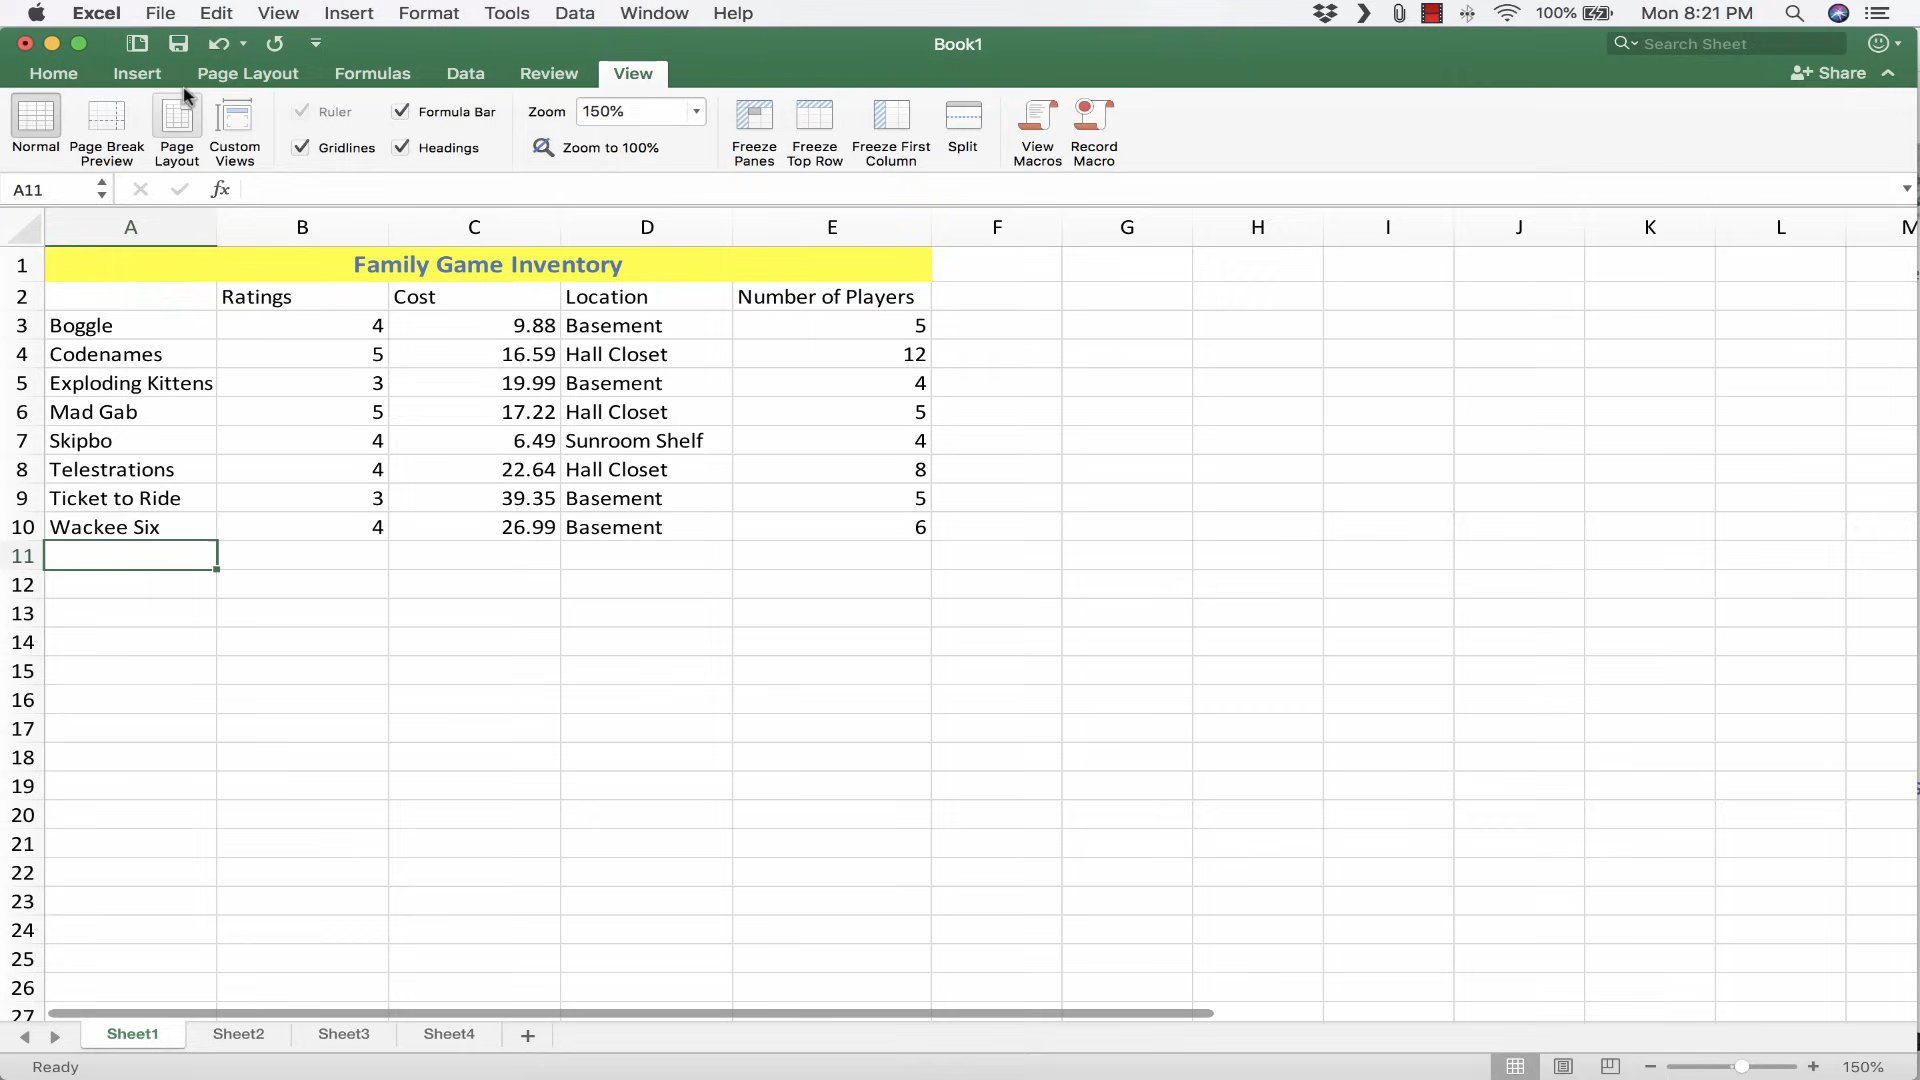 Excel File Edit View Insert Format Tools Data Window Help 100% Mon 8:21 PM
Book1 Search Sheet
Home Insert Page Layout Formulas Data Review View Share
Ruler Formula Bar Zoom 150%
Normal Page Break Preview Page Layout Custom Views Gridlines Headings Zoom to 100% Freeze Panes Freeze Top Row Freeze First Column Split View Macros Record Macro
A11 fx
A B C D E F G H I J K L M
1 Family Game Inventory
2 Ratings Cost Location Number of Players
3 Boggle 4 9.88 Basement 5
4 Codenames 5 16.59 Hall Closet 12
5 Exploding Kittens 3 19.99 Basement 4
6 Mad Gab 5 17.22 Hall Closet 5
7 Skipbo 4 6.49 Sunroom Shelf 4
8 Telestrations 4 22.64 Hall Closet 8
9 Ticket to Ride 3 39.35 Basement 5
10 Wackee Six 4 26.99 Basement 6
11
12
13
14
15
16
17
18
19
20
21
22
23
24
25
26
27
Sheet1 Sheet2 Sheet3 Sheet4 +
Ready 150%